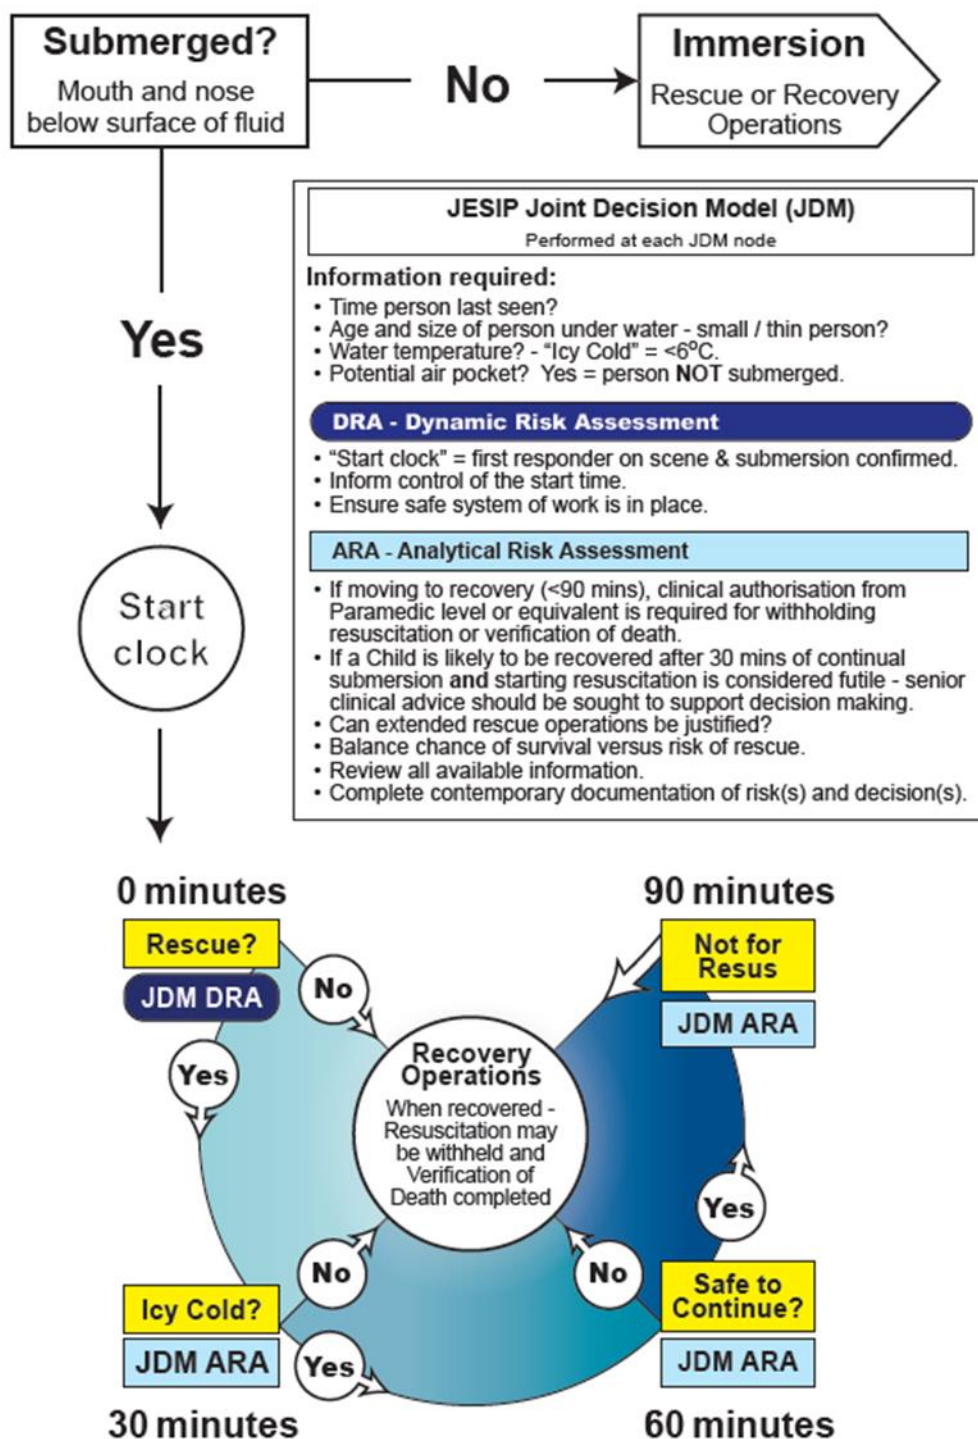 Submerged?
Mouth and nose
below surface of fluid
No
Immersion
Rescue or Recovery
Operations
JESIP Joint Decision Model (JDM)
Performed at each JDM node
Information required:
• Time person last seen?
• Age and size of person under water - small / thin person?
• Water temperature? - “Icy Cold” = <6⁰C.
• Potential air pocket? Yes = person NOT submerged.
DRA - Dynamic Risk Assessment
• “Start clock” = first responder on scene & submersion confirmed.
• Inform control of the start time.
• Ensure safe system of work is in place.
ARA - Analytical Risk Assessment
• If moving to recovery (<90 mins), clinical authorisation from
Paramedic level or equivalent is required for withholding
resuscitation or verification of death.
• If a Child is likely to be recovered after 30 mins of continual
submersion and starting resuscitation is considered futile - senior
clinical advice should be sought to support decision making.
• Can extended rescue operations be justified?
• Balance chance of survival versus risk of rescue.
• Review all available information.
• Complete contemporary documentation of risk(s) and decision(s).
Yes
Start
clock
0 minutes
Rescue?
JDM DRA
No
Yes
90 minutes
Not for
Resus
JDM ARA
Recovery
Operations
When recovered -
Resuscitation may
be withheld and
Verification of
Death completed
Yes
No
No
Icy Cold?
JDM ARA
Yes
30 minutes
Safe to
Continue?
JDM ARA
60 minutes